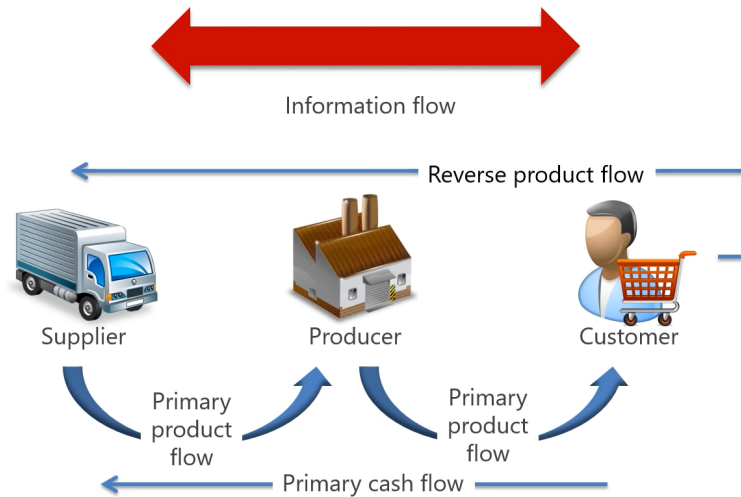 Information flow
Reverse product flow
Supplier
Producer
Customer
Primary
product
flow
Primary
product
flow
Primary cash flow